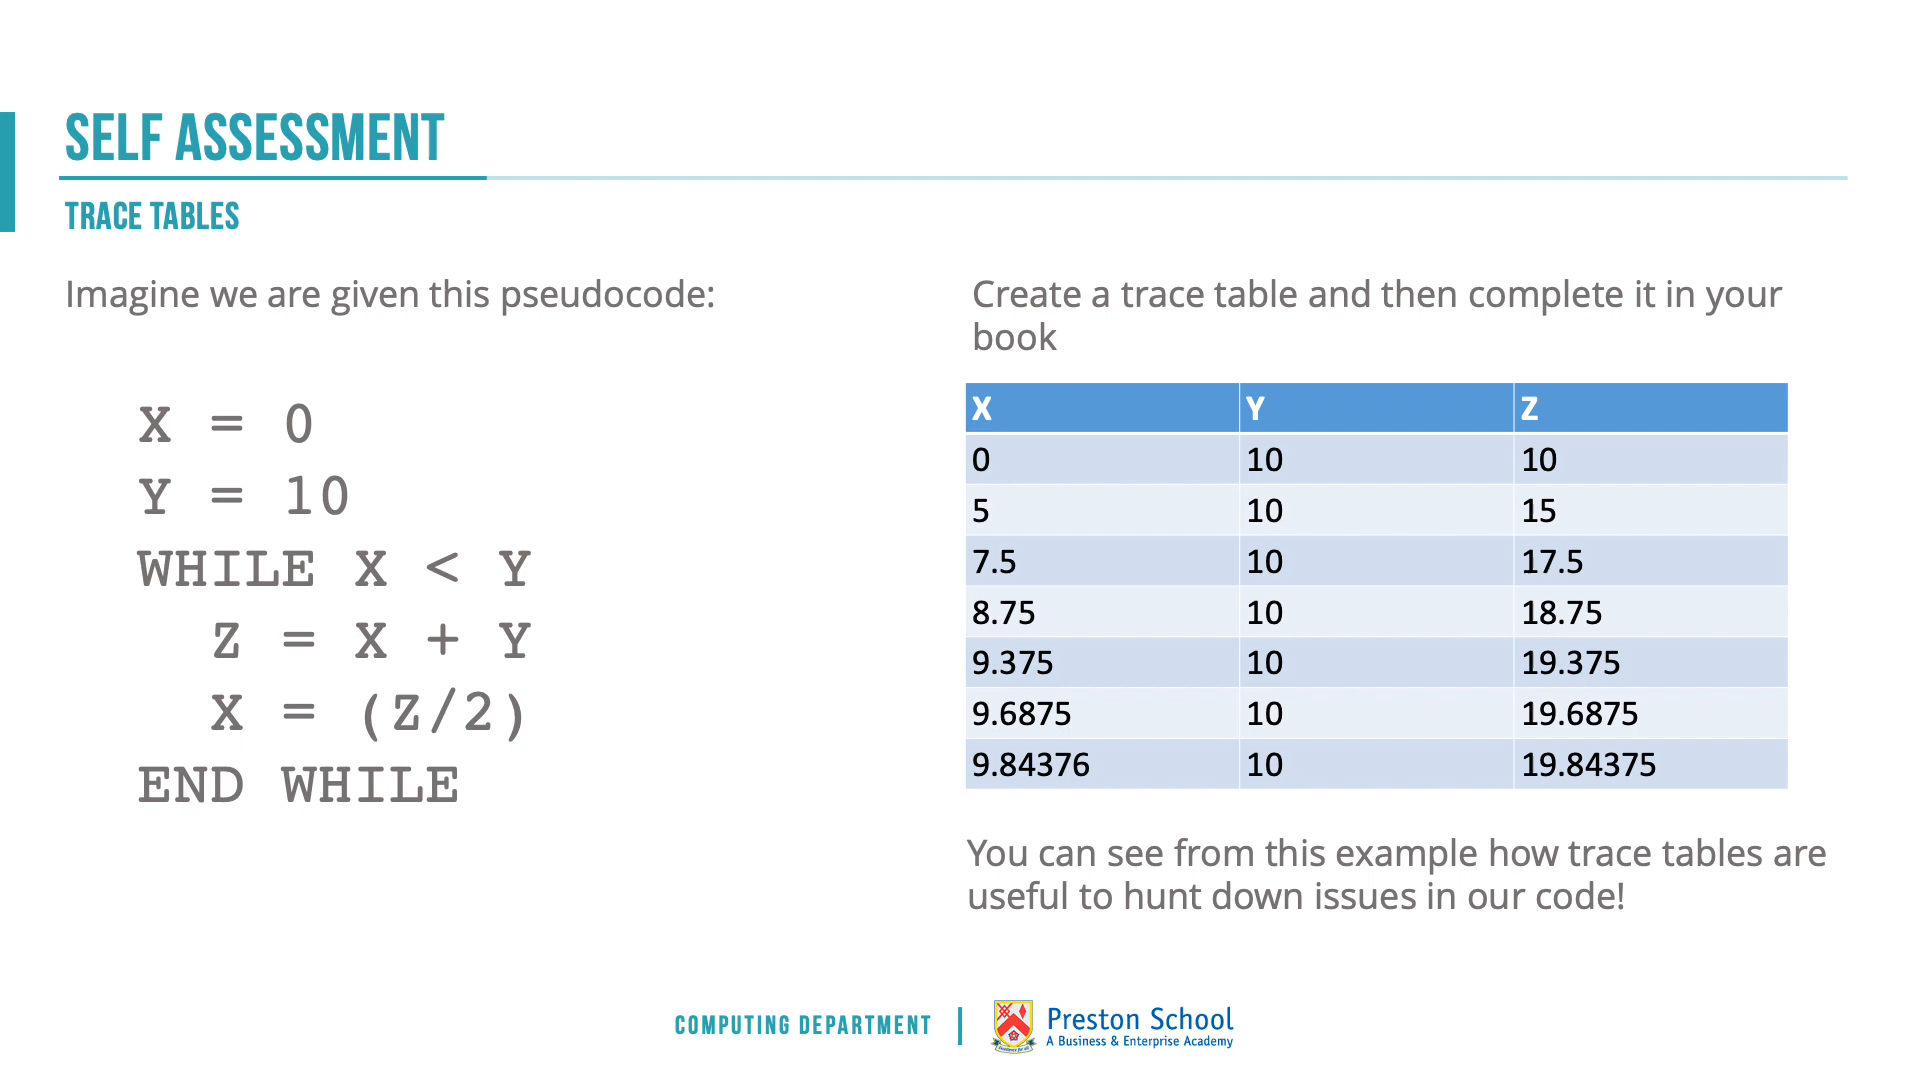 SELF ASSESSMENT
TRACE TABLES
Imagine we are given this pseudocode:
X = 0
Y = 10
WHILE X < Y
Z = X + Y
X = (Z/2)
END WHILE
Create a trace table and then complete it in your
book
X Y Z
0 10 10
5 10 15
7.5 10 17.5
8.75 10 18.75
9.375 10 19.375
9.6875 10 19.6875
9.84376 10 19.84375
You can see from this example how trace tables are
useful to hunt down issues in our code!
COMPUTING DEPARTMENT
Preston School
A Business & Enterprise Academy